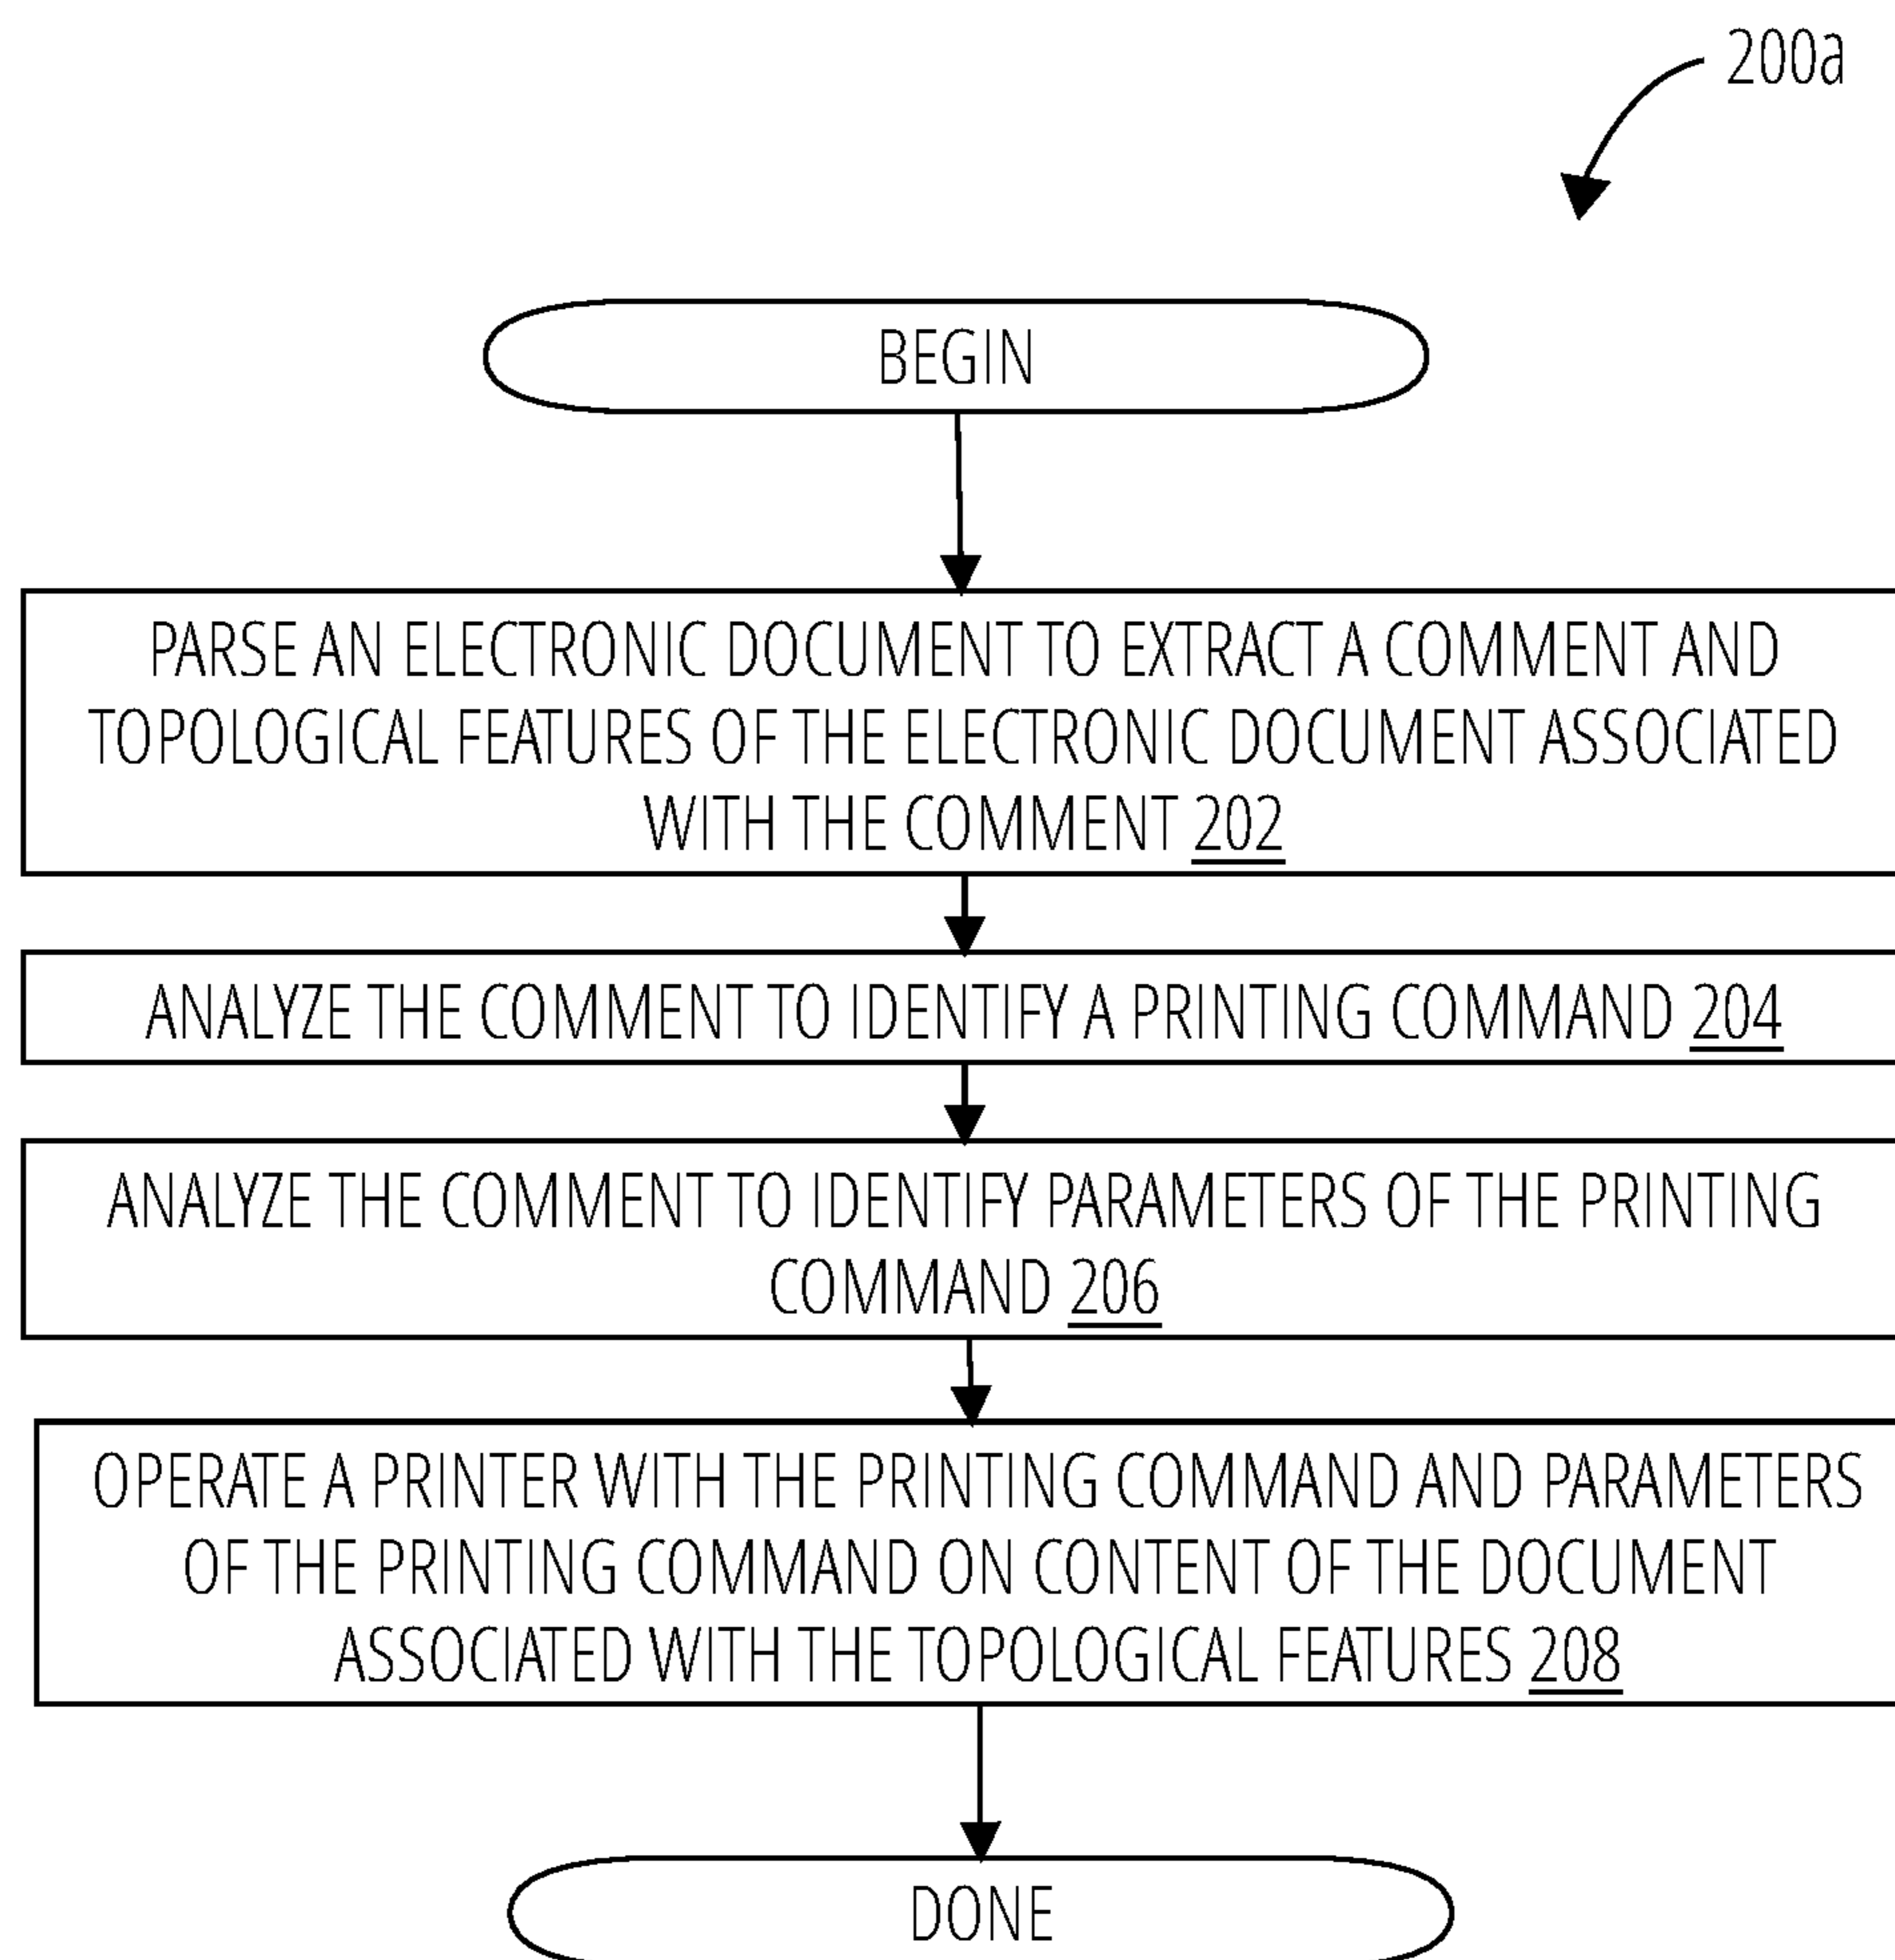 200a
BEGIN
PARSE AN ELECTRONIC DOCUMENT TO EXTRACT A COMMENT AND
TOPOLOGICAL FEATURES OF THE ELECTRONIC DOCUMENT ASSOCIATED
WITH THE COMMENT 202
ANALYZE THE COMMENT TO IDENTIFY A PRINTING COMMAND 204
ANALYZE THE COMMENT TO IDENTIFY PARAMETERS OF THE PRINTING
COMMAND 206
OPERATE A PRINTER WITH THE PRINTING COMMAND AND PARAMETERS
OF THE PRINTING COMMAND ON CONTENT OF THE DOCUMENT
ASSOCIATED WITH THE TOPOLOGICAL FEATURES 208
DONE